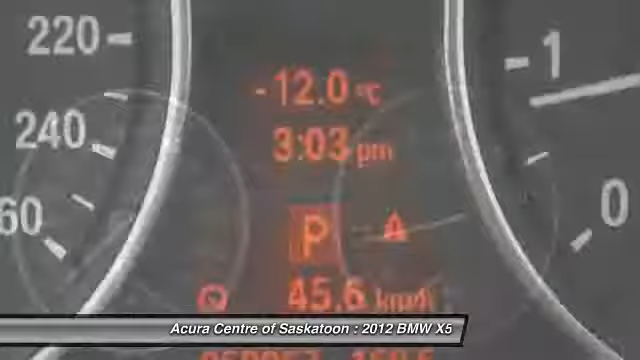 220
-12.0 °C
-1
240
3:03 pm
60
0
P
45.6 km/h
Acura Centre of Saskatoon : 2012 BMW X5